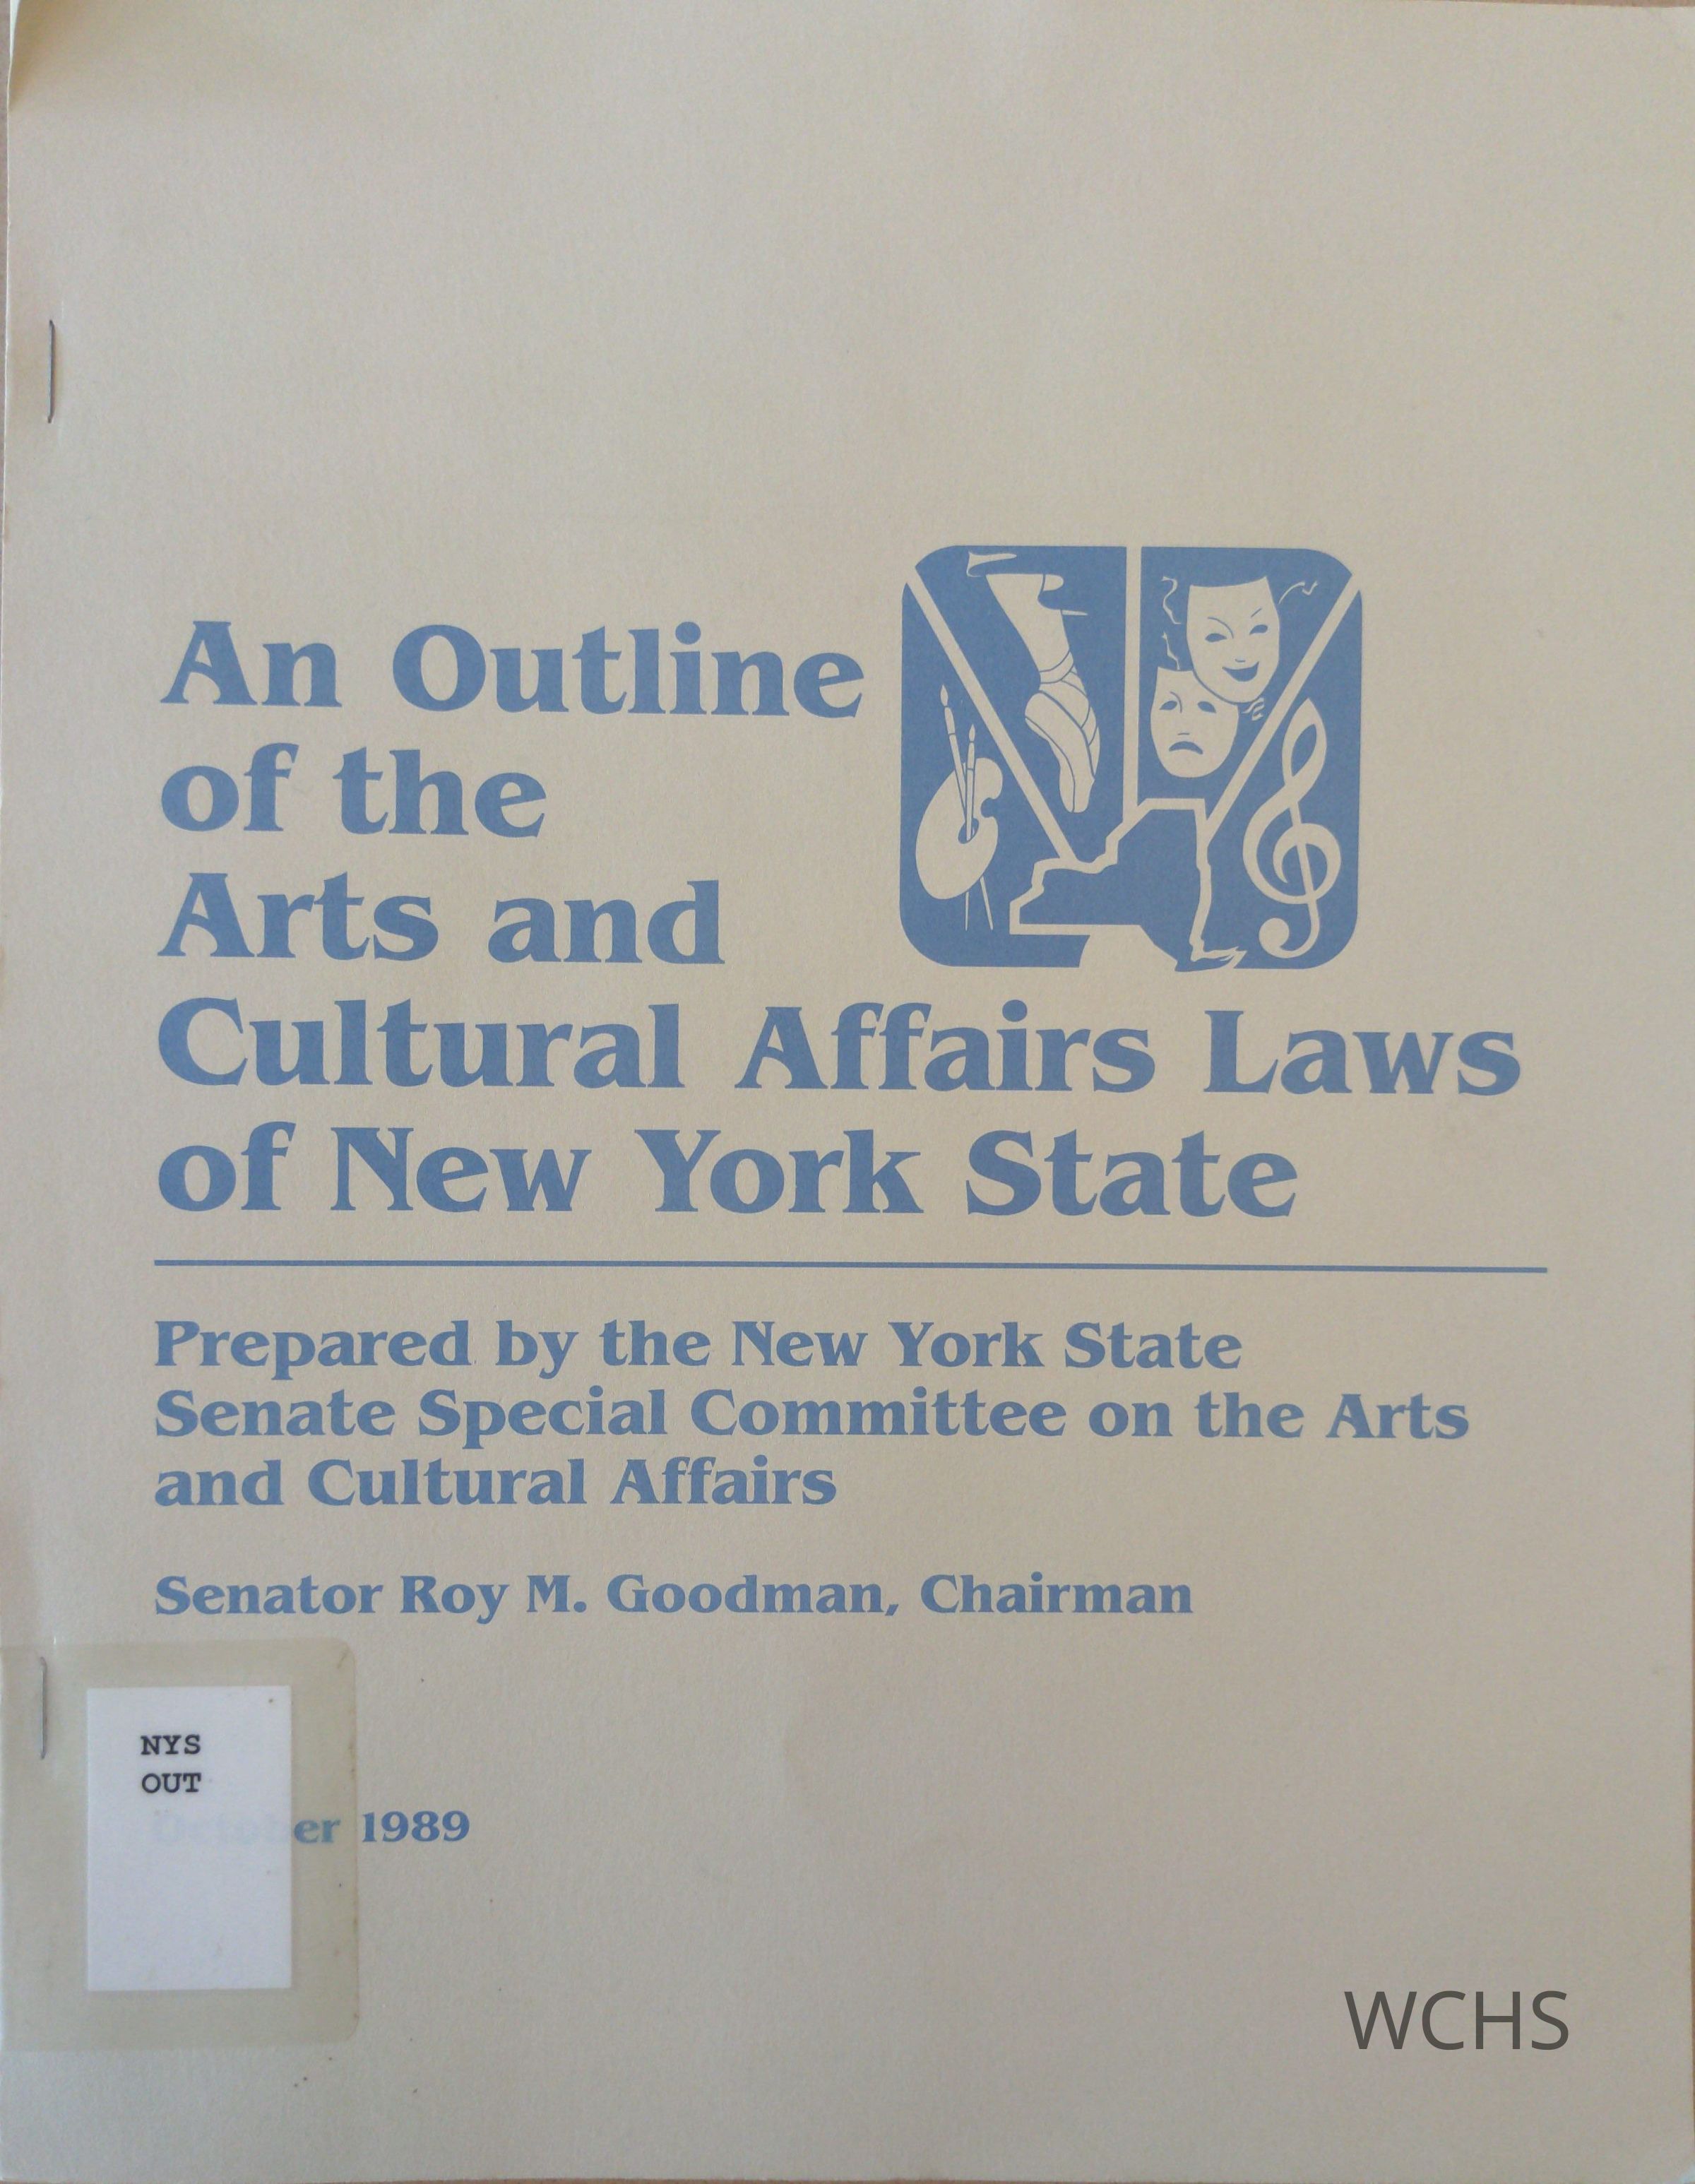 An Outline
of the
Arts and
Cultural Affairs Laws
of New York State
Prepared by the New York State
Senate Special Committee on the Arts
and Cultural Affairs
Senator Roy M. Goodman, Chairman
NYS
OUT
October 1989
WCHS